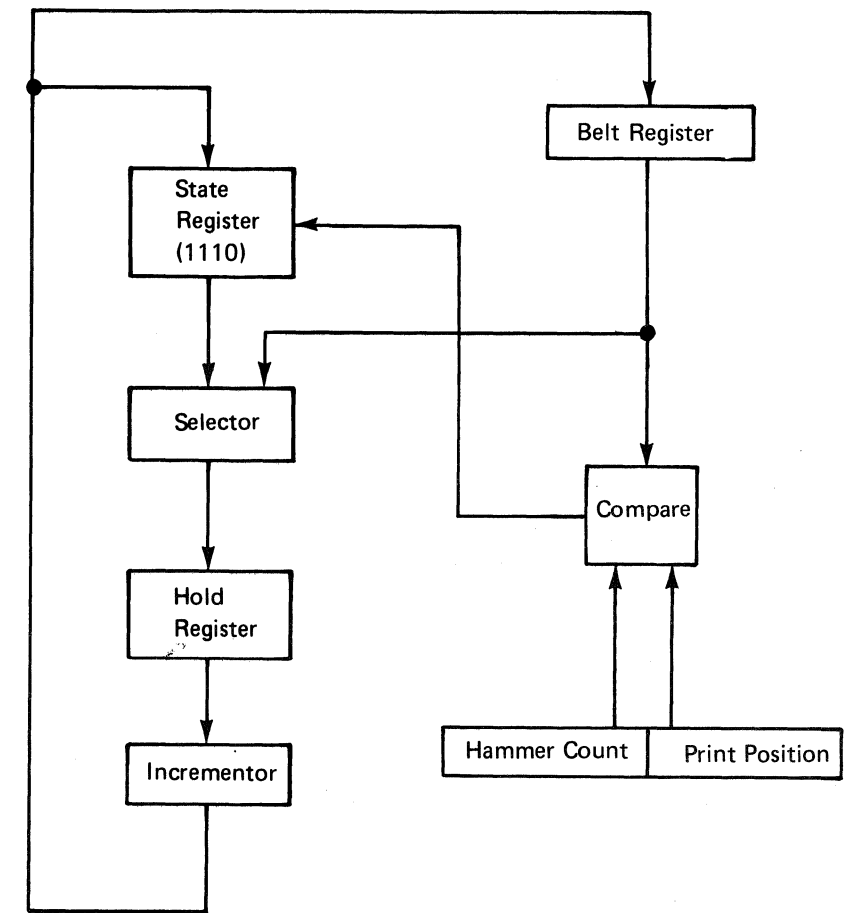 Belt Register
State
Register
(1110)
Selector
Compare
Hold
Register
Hammer Count
Print Position
Incrementor